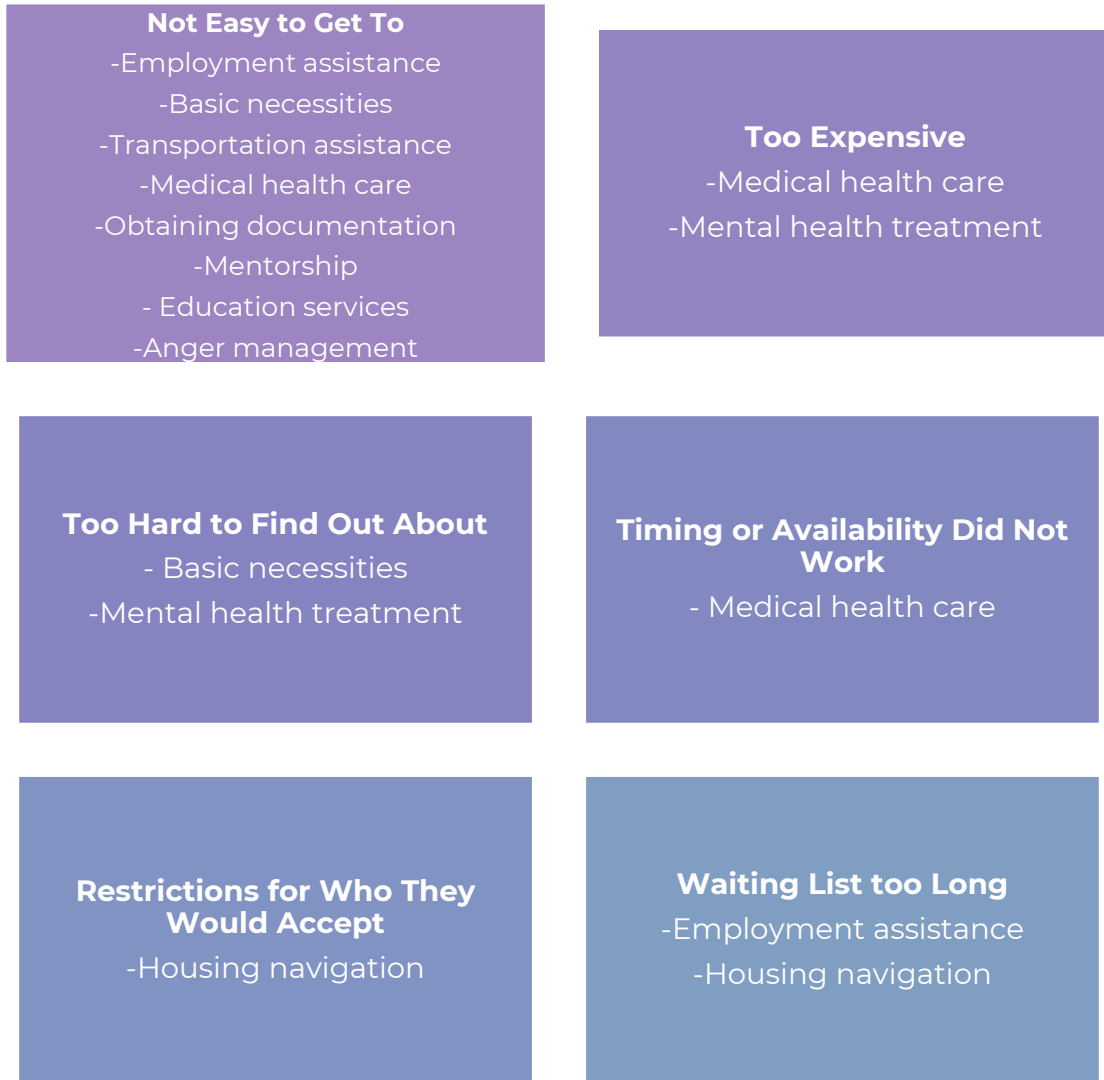 Not Easy to Get To
-Employment assistance
-Basic necessities
-Transportation assistance
-Medical health care
-Obtaining documentation
-Mentorship
- Education services
-Anger management
Too Expensive
-Medical health care
-Mental health treatment
Too Hard to Find Out About
- Basic necessities
-Mental health treatment
Timing or Availability Did Not
Work
- Medical health care
Restrictions for Who They
Would Accept
-Housing navigation
Waiting List too Long
-Employment assistance
-Housing navigation